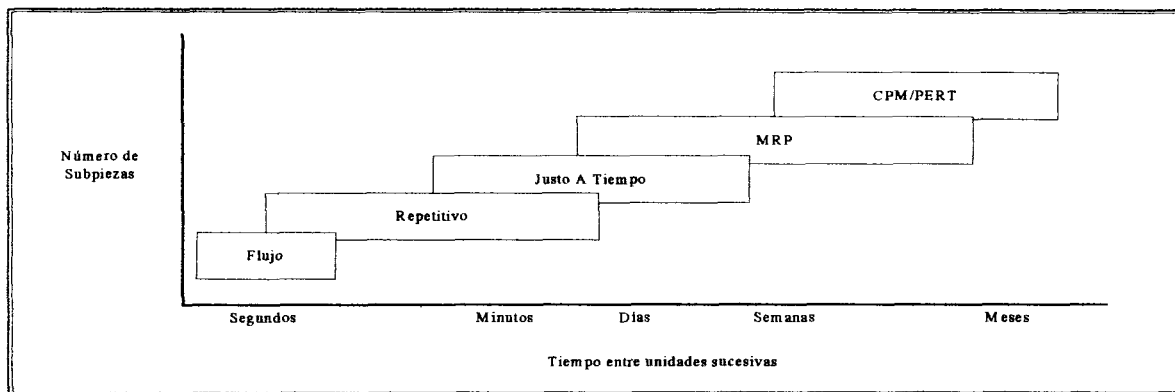 CPM/PERT
MRP
Número de
Subpiezas
Justo A Tiempo
Repetitivo
Flujo
Segundos
Minutos
Días
Semanas
Meses
Tiempo entre unidades sucesivas